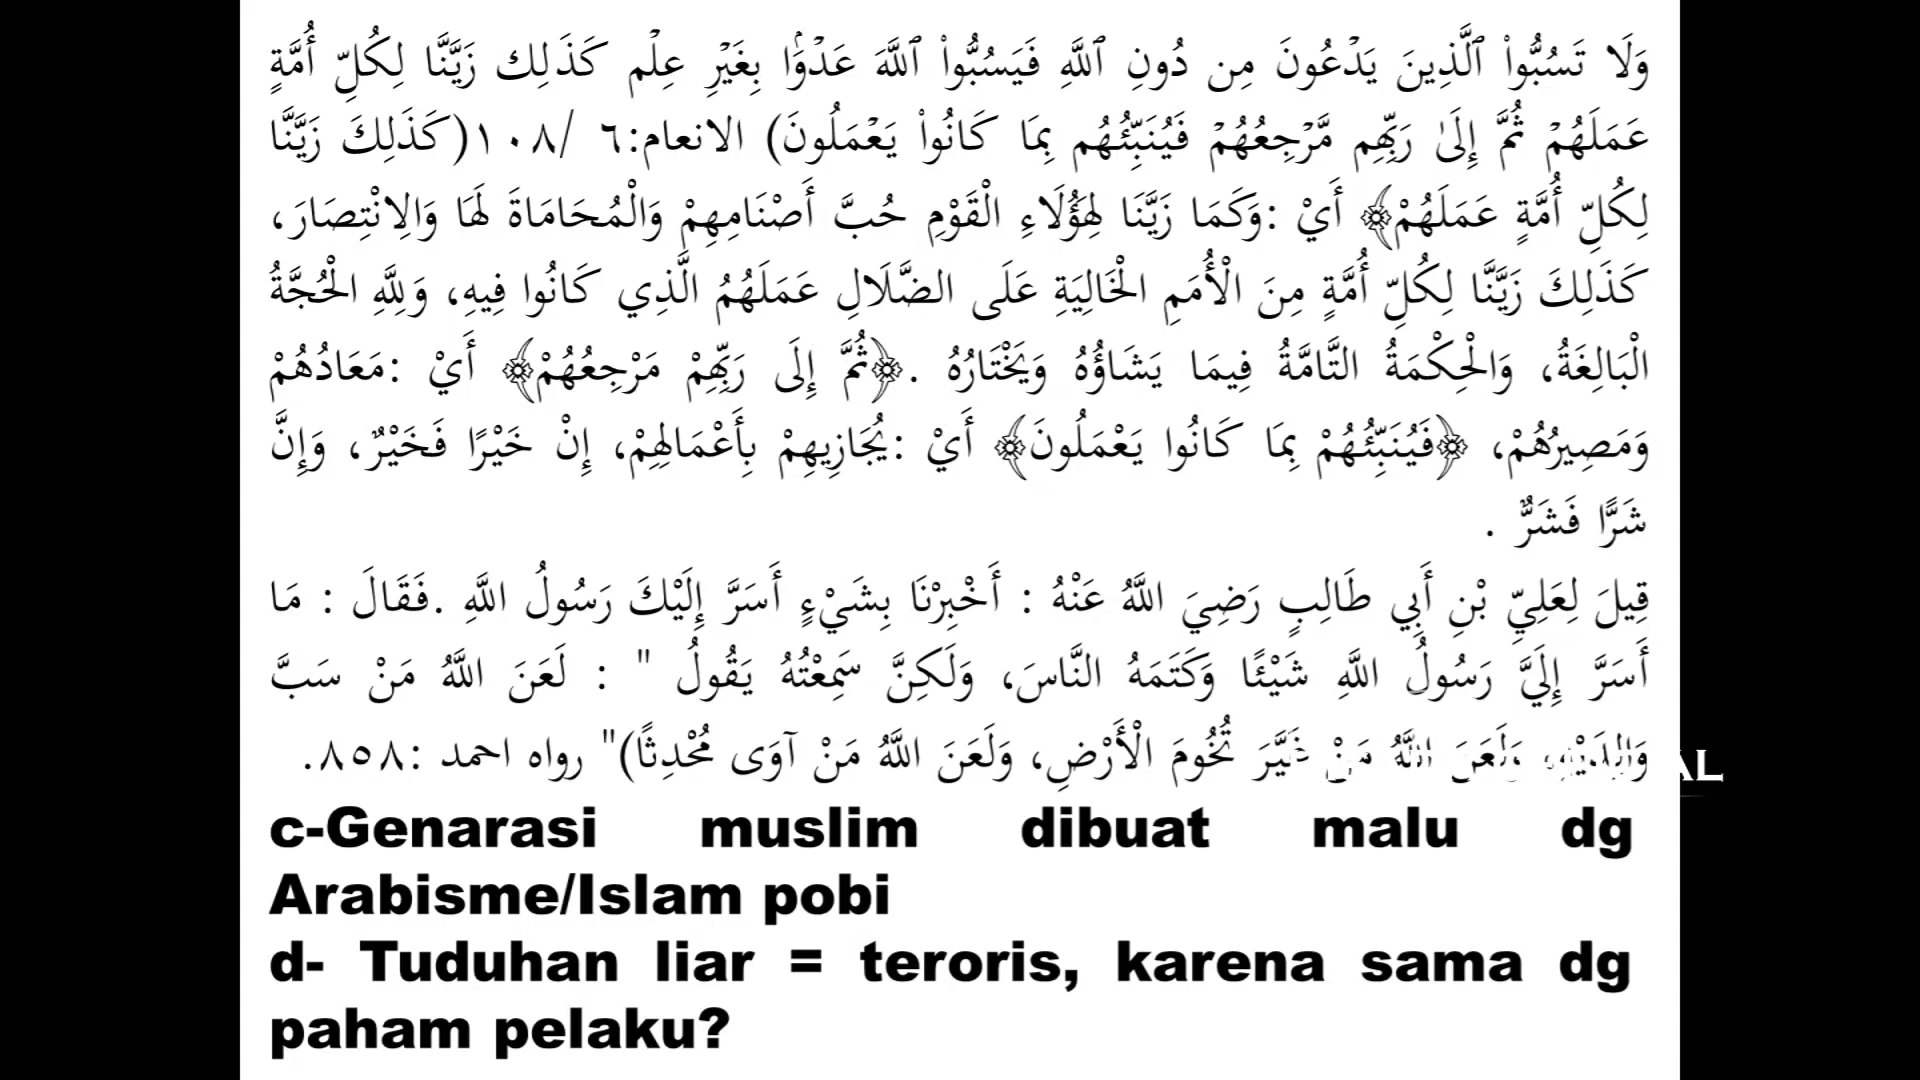 وَلَا تَسُبُّوا۟ ٱلَّذِينَ يَدۡعُونَ مِن دُونِ ٱللَّهِ فَيَسُبُّوا۟ ٱللَّهَ عَدۡوَۢا بِغَيۡرِ عِلۡم كَذَٰلِك زَيَّنَّا لِكُلِّ أُمَّةٍ
عَمَلَهُمۡ ثُمَّ إِلَىٰ رَبِّهِم مَّرۡجِعُهُمۡ فَيُنَبِّئُهُم بِمَا كَانُوا۟ يَعۡمَلُونَ) الانعام:٦ /١٠٨(كَذَلِكَ زَيَّنَّا
لِكُلِّ أُمَّةٍ عَمَلَهُمْ﴾ أَيْ :وَكَمَا زَيَّنَا لِهَؤُلَاءِ الْقَوْمِ حُبَّ أَصْنَامِهِمْ وَالْمُحَامَاةَ لَهَا وَالِانْتِصَارَ،
كَذَلِكَ زَيَّنَّا لِكُلِّ أُمَّةٍ مِنَ الْأُمَمِ الْخَالِيَةِ عَلَى الضَّلَالِ عَمَلَهُمُ الَّذِي كَانُوا فِيهِ، وَلِلَّهِ الْحُجَّةُ
الْبَالِغَةُ، وَالْحِكْمَةُ التَّامَّةُ فِيمَا يَشَاؤُهُ وَيَخْتَارُهُ .﴿ثُمَّ إِلَى رَبِّهِمْ مَرْجِعُهُمْ﴾ أَيْ :مَعَادُهُمْ
وَمَصِيرُهُمْ، ﴿فَيُنَبِّئُهُمْ بِمَا كَانُوا يَعْمَلُونَ﴾ أَيْ :يُجَازِيهِمْ بِأَعْمَالِهِمْ، إِنْ خَيْرًا فَخَيْرٌ، وَإِنَّ
شَرًّا فَشَرٌّ .
قِيلَ لِعَلِيِّ بْنِ أَبِي طَالِبٍ رَضِيَ اللَّهُ عَنْهُ : أَخْبِرْنَا بِشَيْءٍ أَسَرَّ إِلَيْكَ رَسُولُ اللَّهِ .فَقَالَ : مَا
أَسَرَّ إِلَيَّ رَسُولُ اللَّهِ شَيْئًا وَكَتَمَهُ النَّاسَ، وَلَكِنَّ سَمِعْتُهُ يَقُولُ " : لَعَنَ اللَّهُ مَنْ سَبَّ
وَالِدَيْهِ، وَلَعَنَ اللَّهُ مَنْ غَيَّرَ تُخُومَ الْأَرْضِ، وَلَعَنَ اللَّهُ مَنْ آوَى مُحْدِثًا)" رواه احمد :٨٥٨.
c-Genarasi muslim dibuat malu dg
Arabisme/Islam pobi
d- Tuduhan liar = teroris, karena sama dg
paham pelaku?